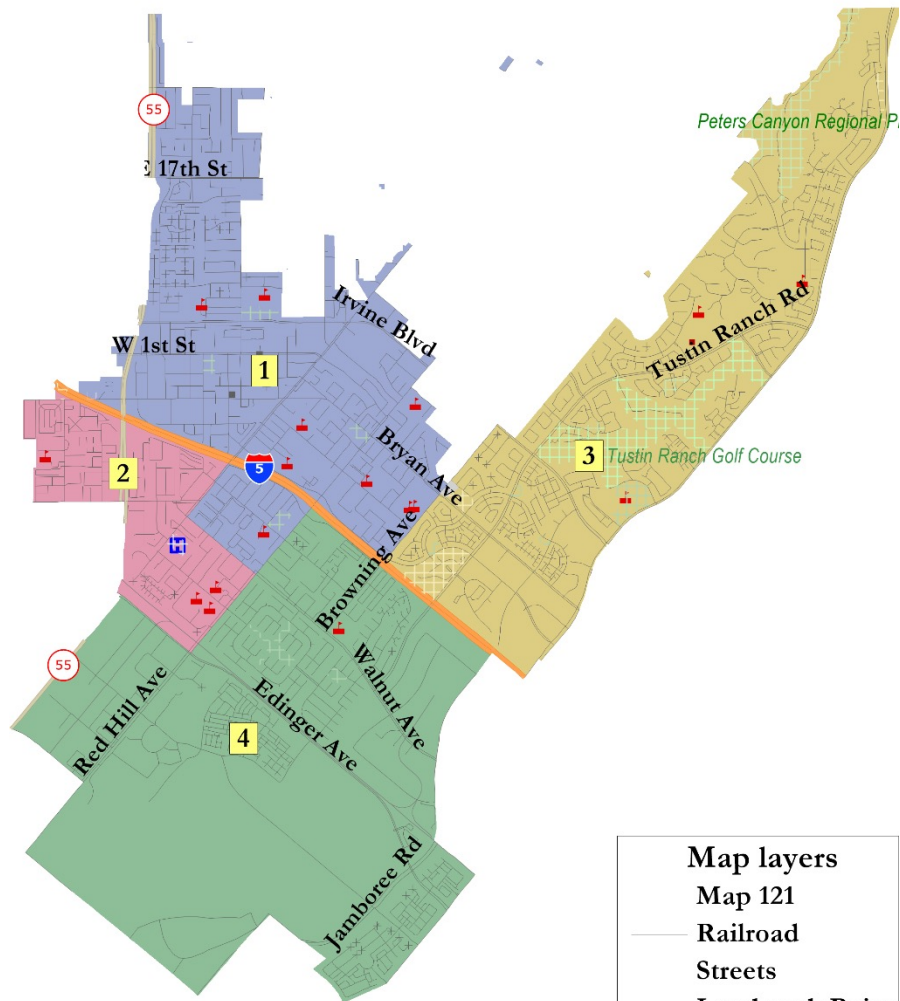 55
Peters Canyon Regional P
E 17th St
Irvine Blvd
Tustin Ranch Rd
W 1st St
1
Bryan Ave
3
Tustin Ranch Golf Course
2
5
H
Browning Ave
55
Walnut Ave
Edinger Ave
Red Hill Ave
4
Jamboree Rd
Map layers
Map 121
Railroad
Streets